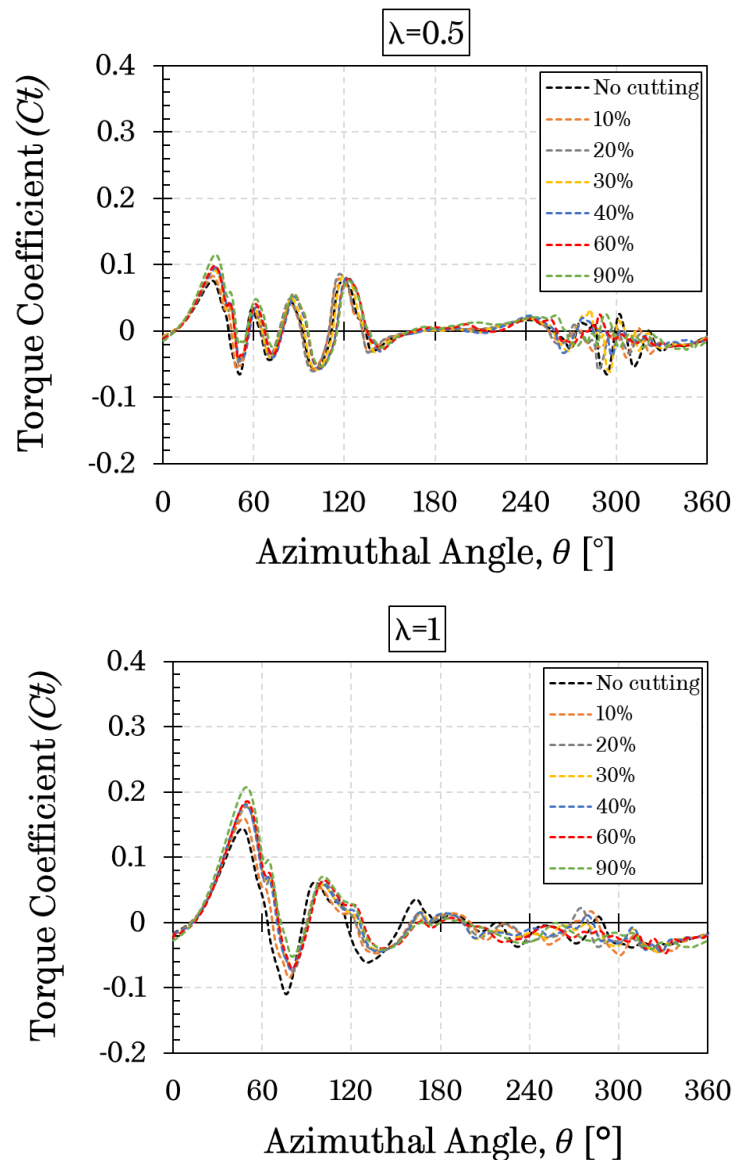 λ=0.5
Torque Coefficient (Ct)
0.4
0.3
0.2
0.1
0
-0.1
-0.2
No cutting
10%
20%
30%
40%
60%
90%
0 60 120 180 240 300 360
Azimuthal Angle, θ [°]
λ=1
Torque Coefficient (Ct)
0.4
0.3
0.2
0.1
0
-0.1
-0.2
No cutting
10%
20%
30%
40%
60%
90%
0 60 120 180 240 300 360
Azimuthal Angle, θ [°]